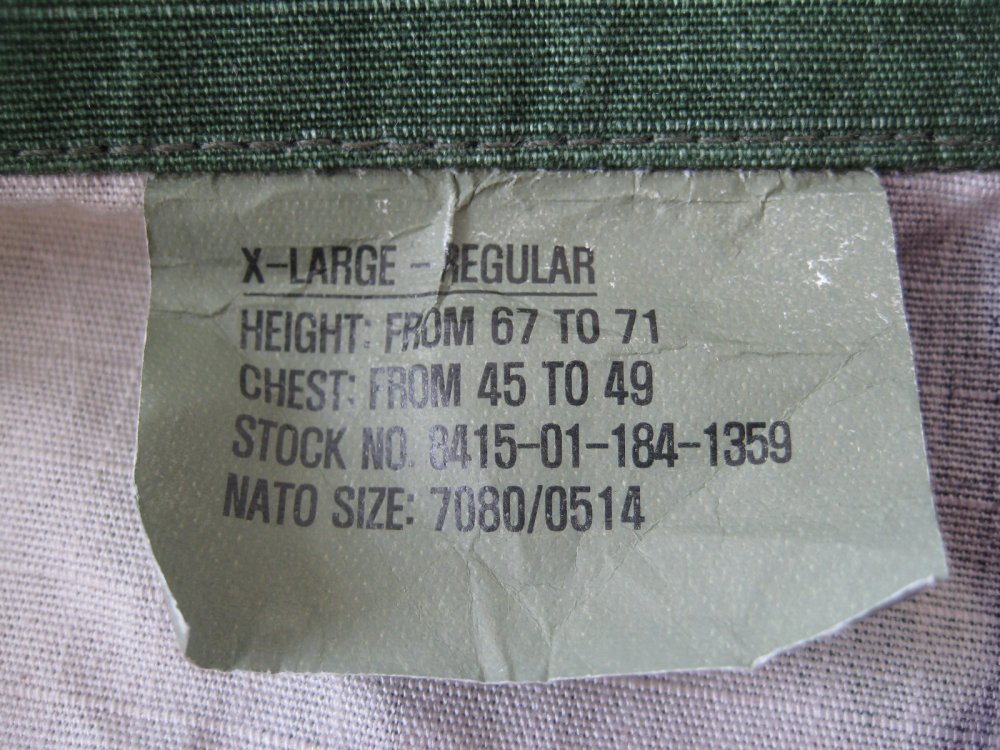 X-LARGE - REGULAR
HEIGHT: FROM 67 TO 71
CHEST: FROM 45 TO 49
STOCK NO. 8415-01-184-1359
NATO SIZE: 7080/0514